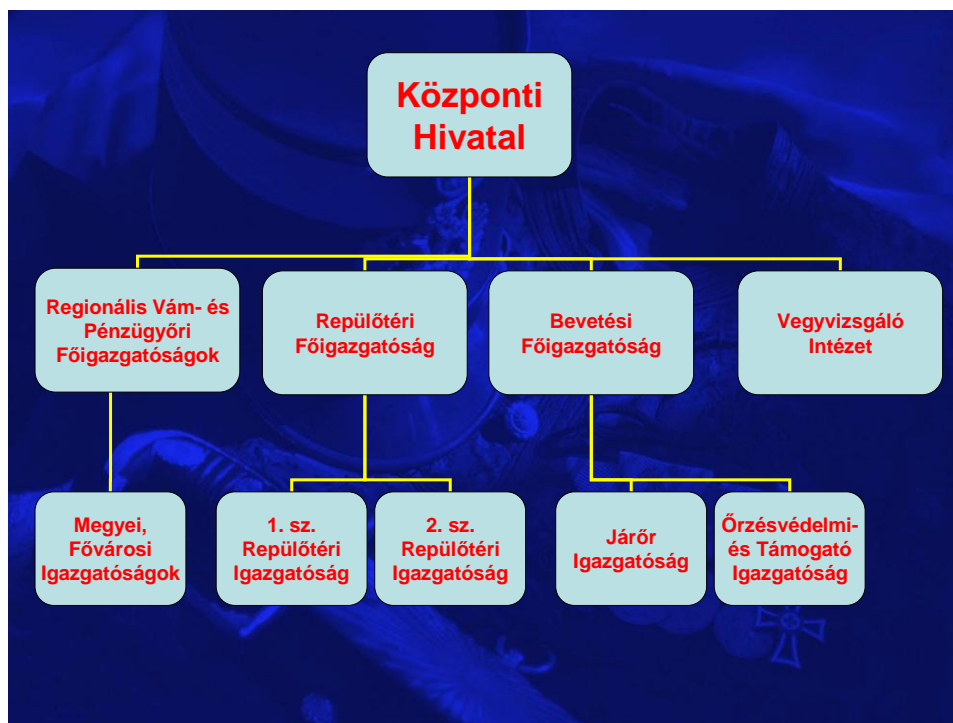 Központi
Hivatal
Regionális Vám- és
Pénzügyőri
Főigazgatóságok
Repülőtéri
Főigazgatóság
Bevetési
Főigazgatóság
Vegyvizsgáló
Intézet
Megyei,
Fővárosi
Igazgatóságok
1. sz.
Repülőtéri
Igazgatóság
2. sz.
Repülőtéri
Igazgatóság
Járőr
Igazgatóság
Őrzésvédelmi-
és Támogató
Igazgatóság